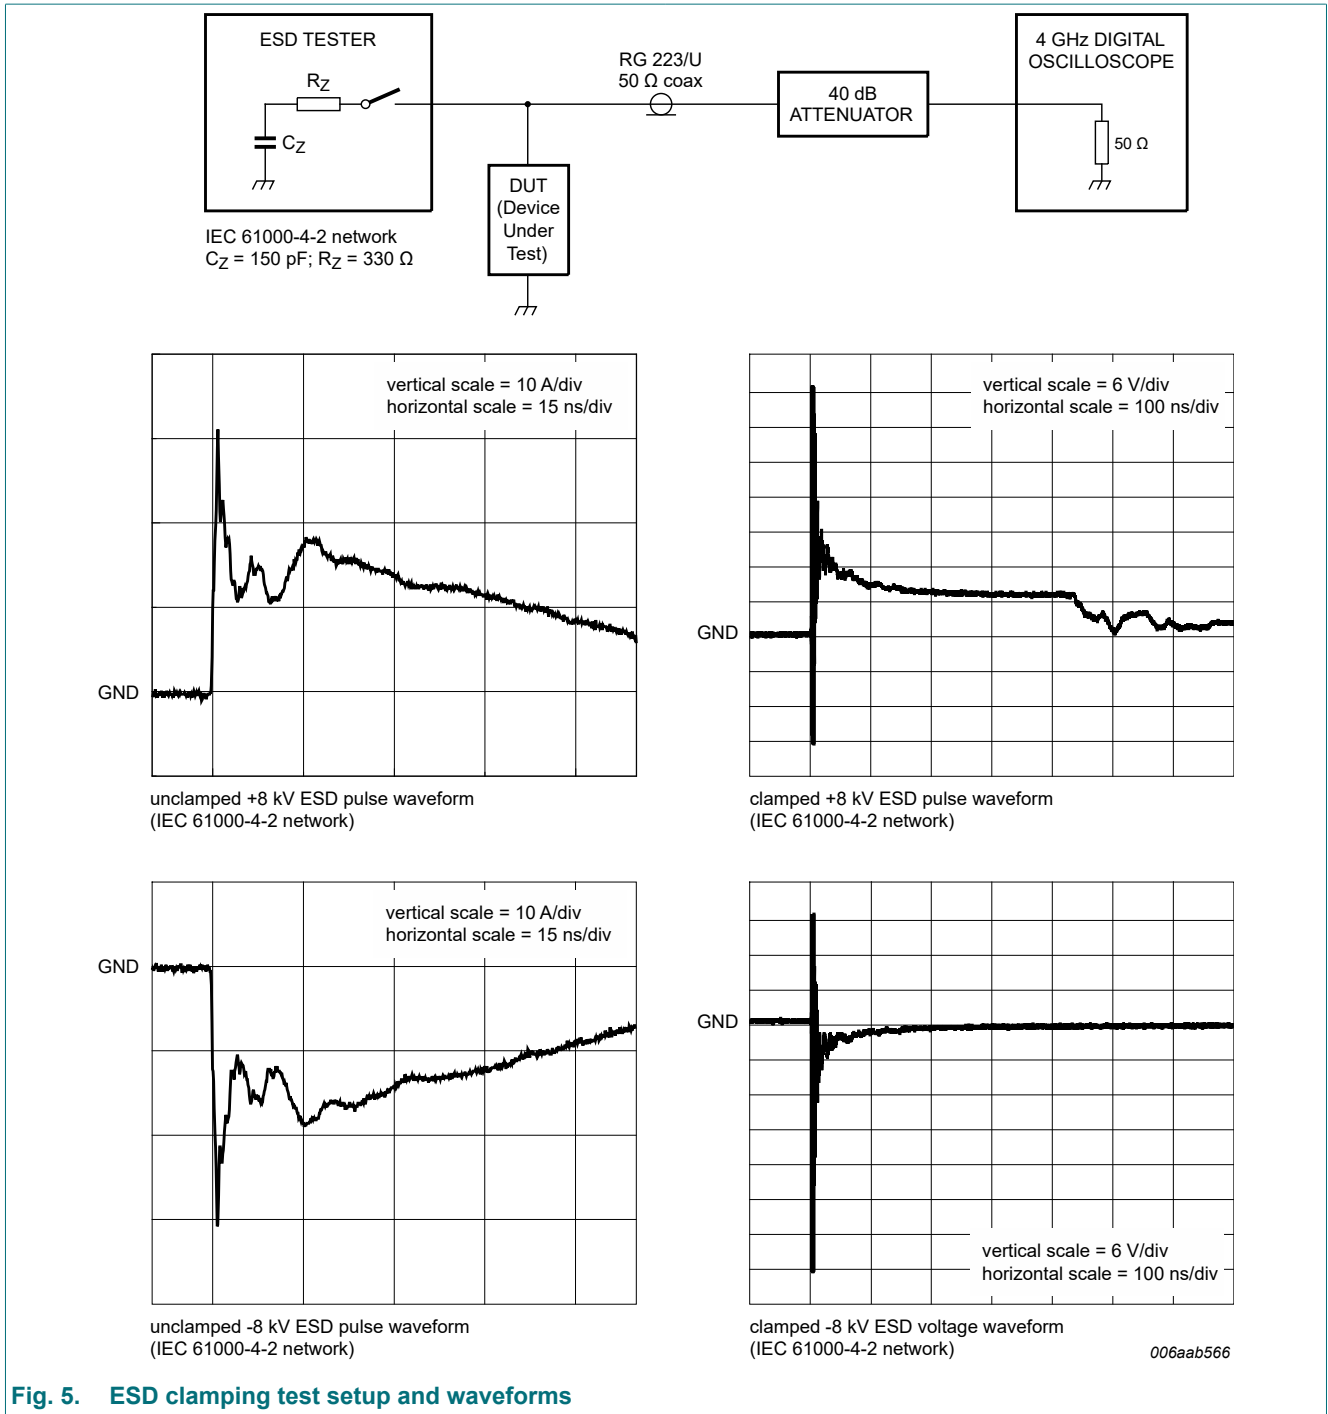 ESD TESTER
RZ
CZ
IEC 61000-4-2 network
CZ = 150 pF; RZ = 330 Ω
DUT
(Device
Under
Test)
RG 223/U
50 Ω coax
40 dB
ATTENUATOR
4 GHz DIGITAL
OSCILLOSCOPE
50 Ω
vertical scale = 10 A/div
horizontal scale = 15 ns/div
GND
unclamped +8 kV ESD pulse waveform
(IEC 61000-4-2 network)
vertical scale = 6 V/div
horizontal scale = 100 ns/div
GND
clamped +8 kV ESD pulse waveform
(IEC 61000-4-2 network)
vertical scale = 10 A/div
horizontal scale = 15 ns/div
GND
unclamped -8 kV ESD pulse waveform
(IEC 61000-4-2 network)
GND
vertical scale = 6 V/div
horizontal scale = 100 ns/div
clamped -8 kV ESD voltage waveform
(IEC 61000-4-2 network)
006aab566
Fig. 5. ESD clamping test setup and waveforms